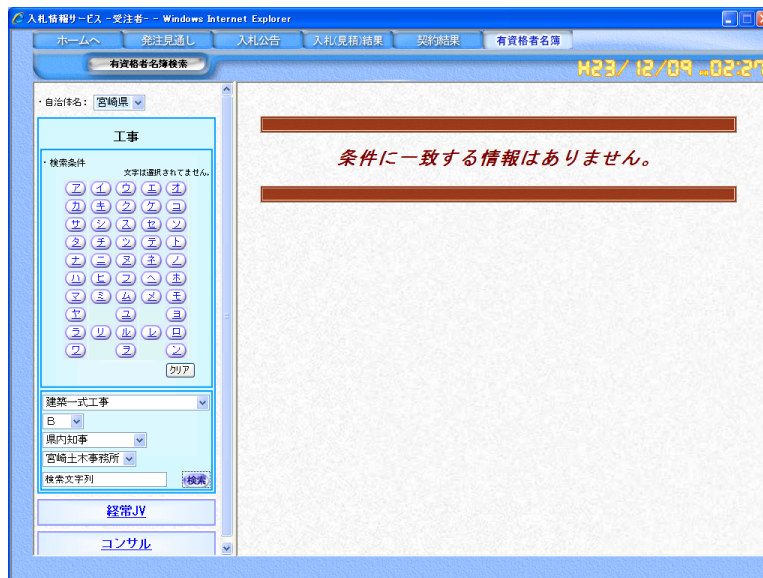 入札情報サービス -受注者- - Windows Internet Explorer
ホームへ 発注見通し 入札公告 入札(見積)結果 契約結果 有資格者名簿
有資格者名簿検索
H23/12/09
02:27
・自治体名： 宮崎県
工事
・検索条件
文字は選択されてません。
ア イ ウ エ オ
カ キ ク ケ コ
サ シ ス セ ソ
タ チ ツ テ ト
ナ ニ ヌ ネ ノ
ハ ヒ フ ヘ ホ
マ ミ ム メ モ
ヤ ユ ヨ
ラ リ ル レ ロ
ワ ヲ ン
クリア
建築一式工事
B
県内知事
宮崎土木事務所
検索文字列 検索
経常JV
コンサル
条件に一致する情報はありません。